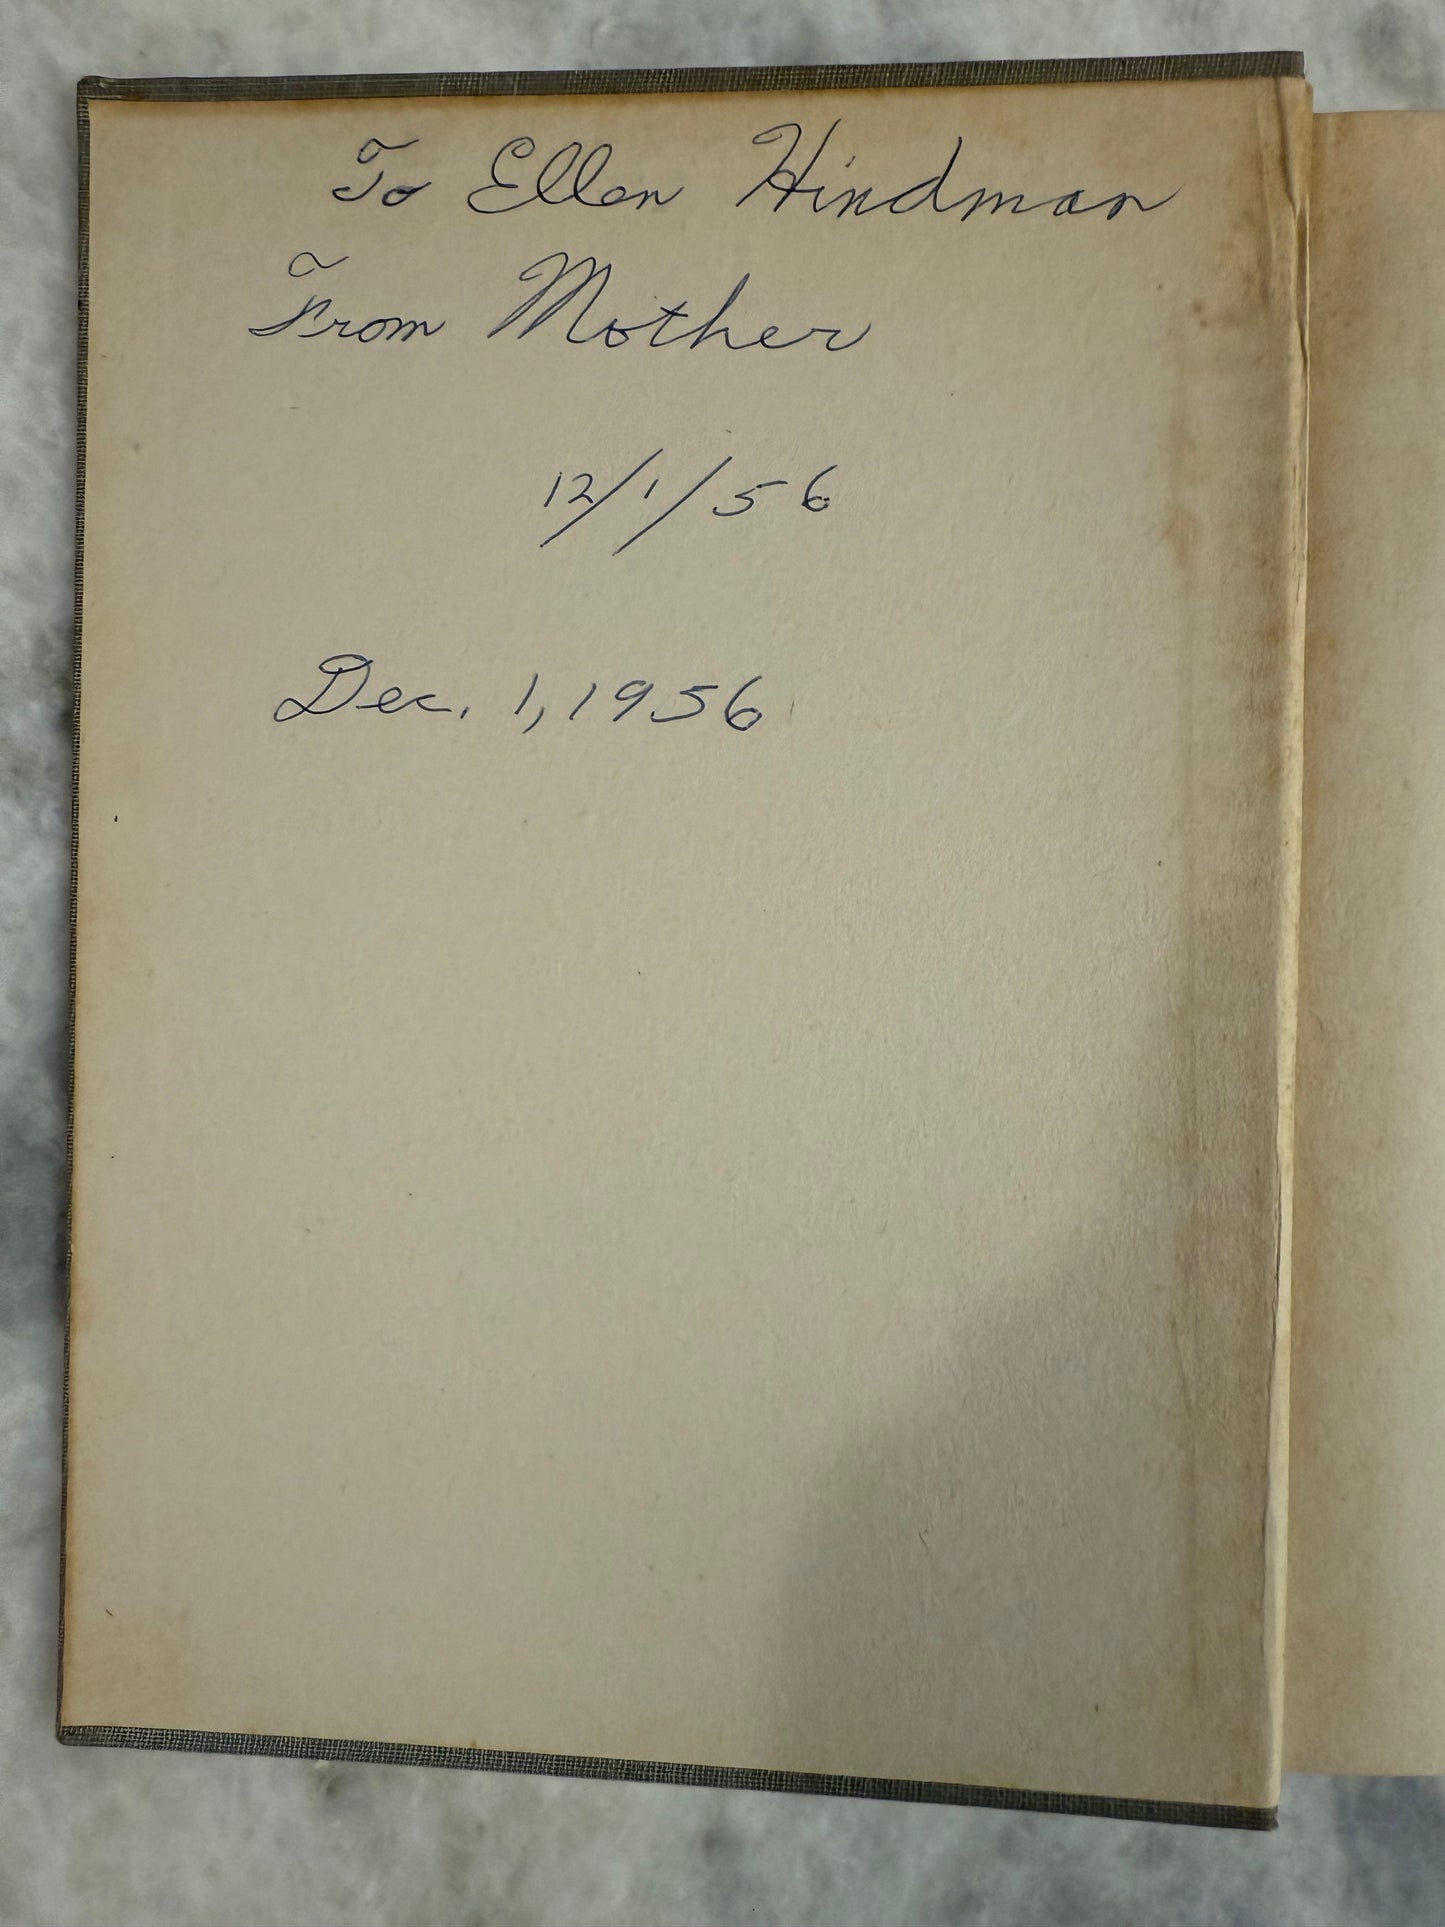 To Ellen Hindman
From Mother
12/1/56
Dec. 1, 1956